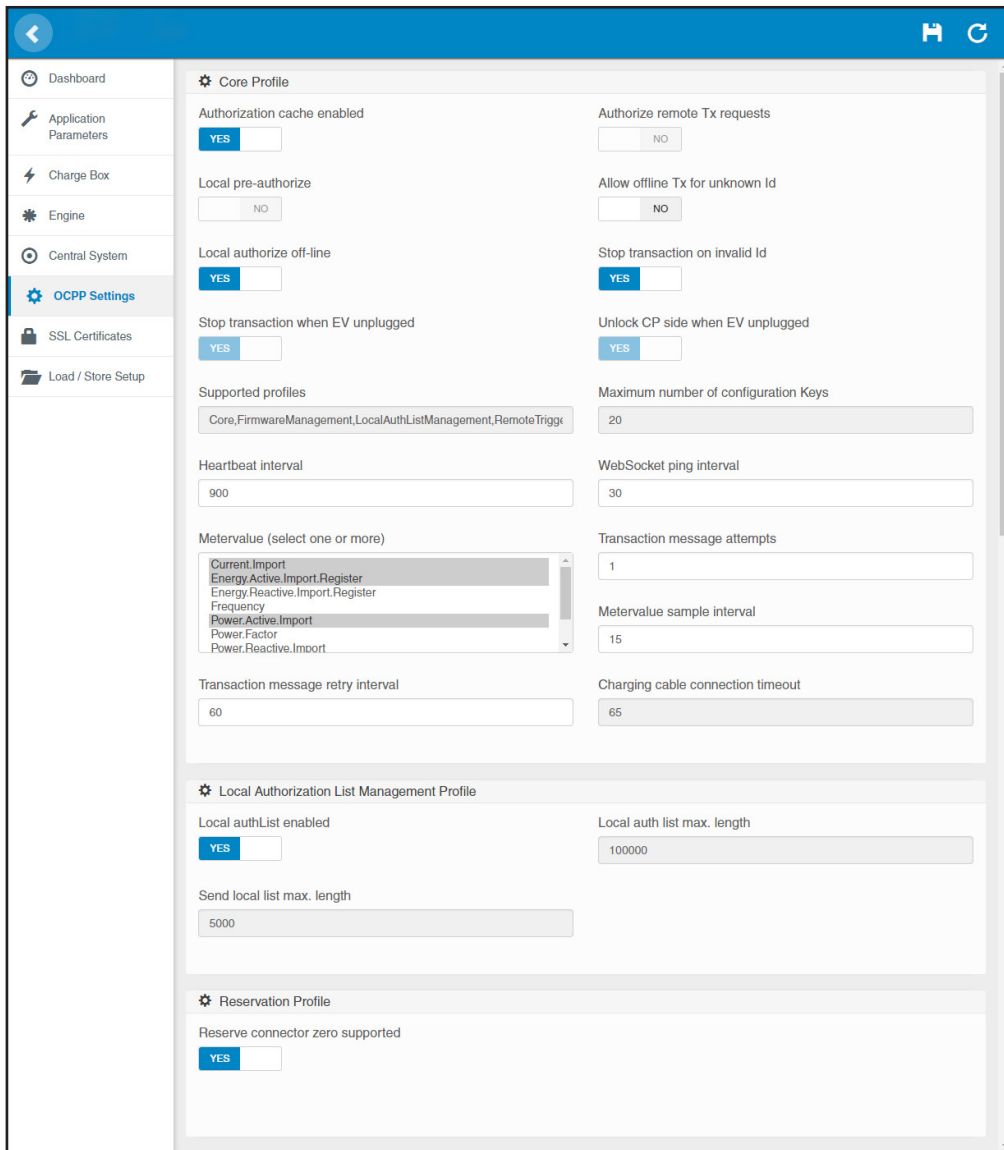 Dashboard
Application
Parameters
Charge Box
Engine
Central System
OCPP Settings
SSL Certificates
Load / Store Setup
Core Profile
Authorization cache enabled
YES
Authorize remote Tx requests
NO
Local pre-authorize
NO
Allow offline Tx for unknown Id
NO
Local authorize off-line
YES
Stop transaction on invalid Id
YES
Stop transaction when EV unplugged
YES
Unlock CP side when EV unplugged
YES
Supported profiles
Core,FirmwareManagement,LocalAuthListManagement,RemoteTrigge
Maximum number of configuration Keys
20
Heartbeat interval
900
WebSocket ping interval
30
Metervalue (select one or more)
Current.Import
Energy.Active.Import.Register
Energy.Reactive.Import.Register
Frequency
Power.Active.Import
Power.Factor
Power.Reactive.Import
Transaction message attempts
1
Metervalue sample interval
15
Transaction message retry interval
60
Charging cable connection timeout
65
Local Authorization List Management Profile
Local authList enabled
YES
Local auth list max. length
100000
Send local list max. length
5000
Reservation Profile
Reserve connector zero supported
YES